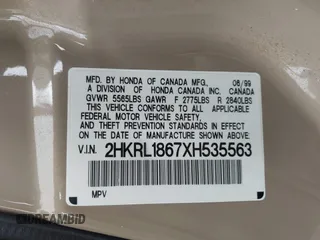 MFD. BY HONDA OF CANADA MFG., 06/99
A DIVISION OF HONDA CANADA INC. CANADA
GVWR 5565LBS GAWR F 2775LBS R 2840LBS
THIS VEHICLE CONFORMS TO ALL APPLICABLE
FEDERAL MOTOR VEHICLE SAFETY AND
THEFT PREVENTION STANDARDS IN EFFECT ON
THE DATE OF MANUFACTURE SHOWN ABOVE.
V.I.N. 2HKRL1867XH535563
MPV
DREAMBID